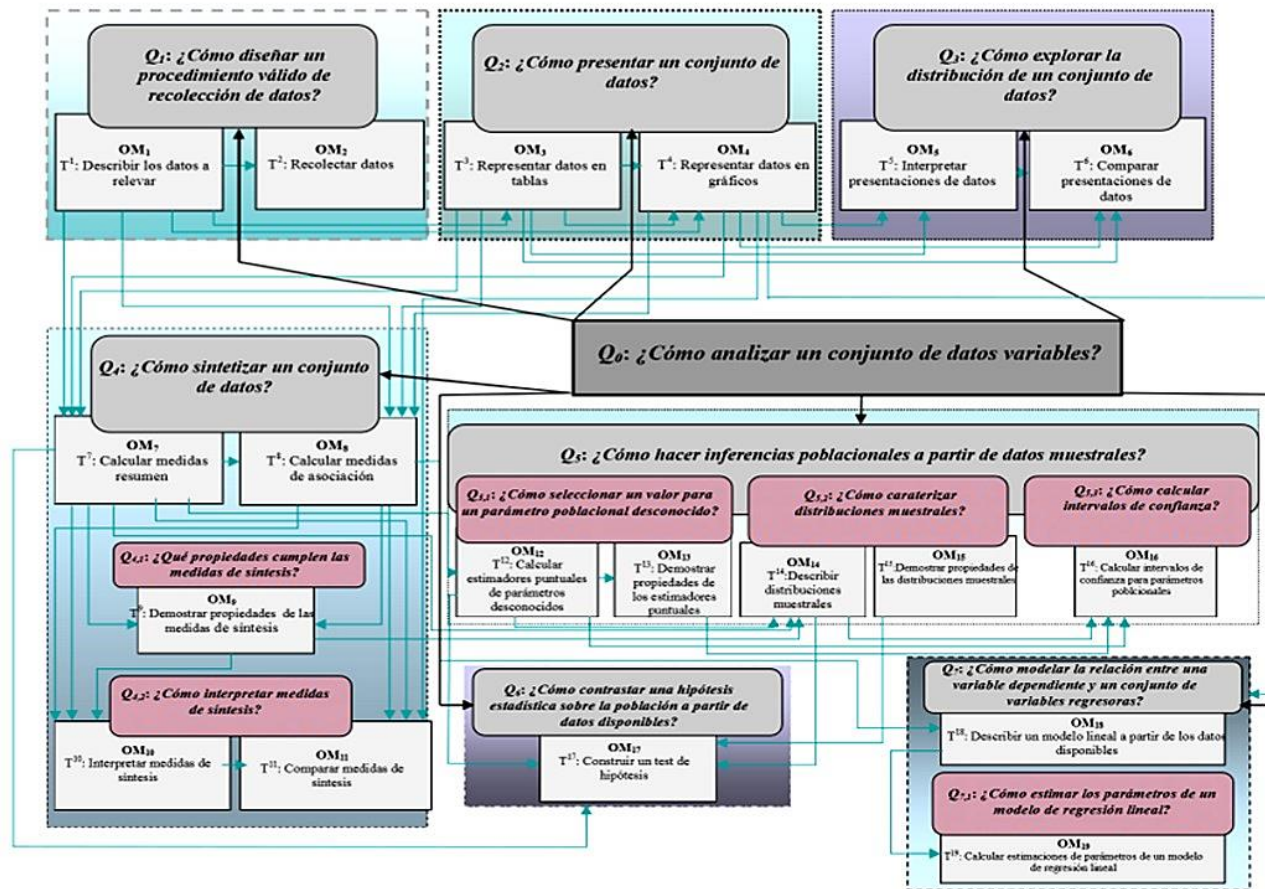 Q1: ¿Cómo diseñar un
procedimiento válido de
recolección de datos?
OM1
T1: Describir los datos a
relevar
OM2
T2: Recolectar datos
Q2: ¿Cómo presentar un conjunto de
datos?
OM3
T3: Representar datos en
tablas
OM4
T4: Representar datos en
gráficos
Q3: ¿Cómo explorar la
distribución de un conjunto de
datos?
OM5
T5: Interpretar
presentaciones de datos
OM6
T6: Comparar
presentaciones de
datos
Q0: ¿Cómo analizar un conjunto de datos variables?
Q4: ¿Cómo sintetizar un conjunto
de datos?
OM7
T7: Calcular medidas
resumen
OM8
T8: Calcular medidas
de asociación
Q4,1: ¿Qué propiedades cumplen las
medidas de síntesis?
OM9
T9: Demostrar propiedades de las
medidas de síntesis
Q4,2: ¿Cómo interpretar medidas
de síntesis?
OM10
T10: Interpretar medidas de
síntesis
OM11
T11: Comparar medidas de
síntesis
Q5: ¿Cómo hacer inferencias poblacionales a partir de datos muestrales?
Q5,1: ¿Cómo seleccionar un valor para
un parámetro poblacional desconocido?
OM12
T12: Calcular
estimadores puntuales
de parámetros
desconocidos
OM13
T13: Demostrar
propiedades de
los estimadores
puntuales
Q5,2: ¿Cómo caraterizar
distribuciones muestrales?
OM14
T14:Describir
distribuciones
muestrales
OM15
T15:Demostrar propiedades de
las distribuciones muestrales
Q5,3: ¿Cómo calcular
intervalos de confianza?
OM16
T16: Calcular intervalos de
confianza para parámetros
poblcionales
Q6: ¿Cómo contrastar una hipótesis
estadística sobre la población a partir de
datos disponibles?
OM17
T17: Construir un test de
hipótesis
Q7: ¿Cómo modelar la relación entre una
variable dependiente y un conjunto de
variables regresoras?
OM18
T18: Describir un modelo lineal a partir de los datos
disponibles
Q7,1: ¿Cómo estimar los parámetros de un
modelo de regresión lineal?
OM19
T19: Calcular estimaciones de parámetros de un modelo
de regresión lineal